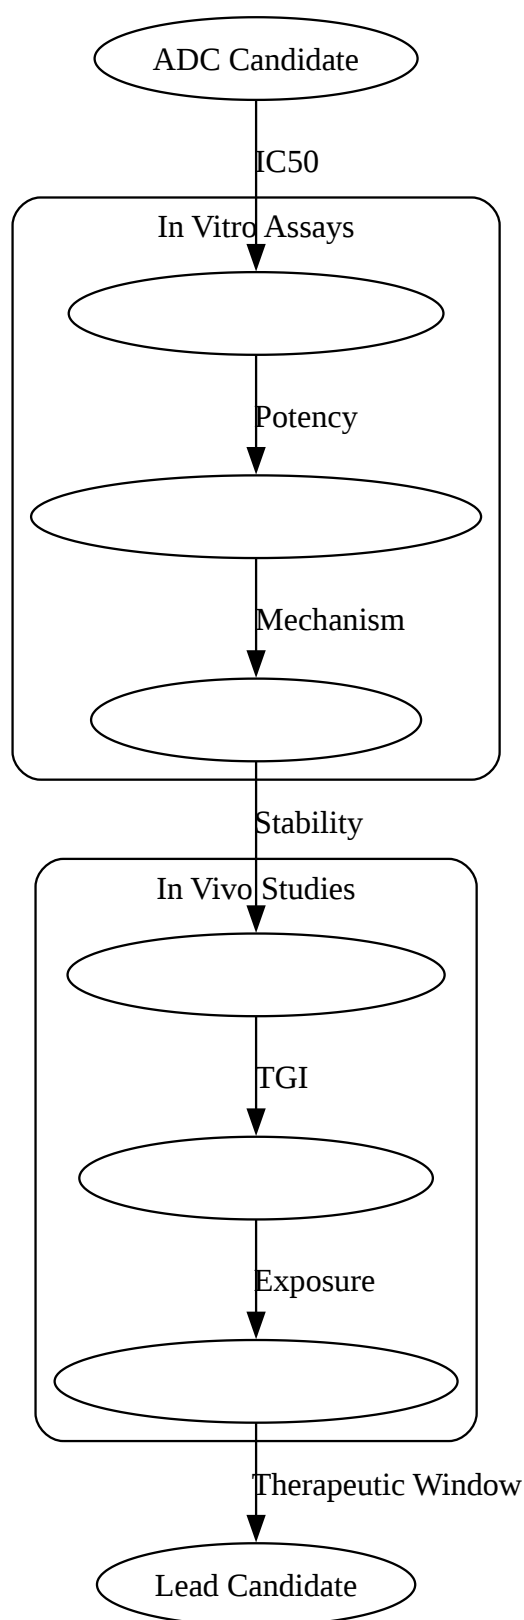 ADC Candidate
IC50
In Vitro Assays
Potency
Mechanism
Stability
In Vivo Studies
TGI
Exposure
Therapeutic Window
Lead Candidate